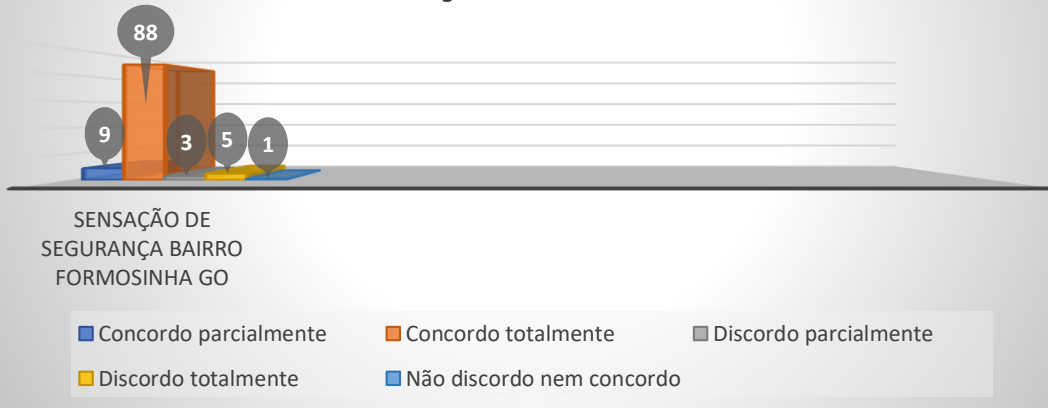 88
9
3
5
1
SENSAÇÃO DE
SEGURANÇA BAIRRO
FORMOSINHA GO
Concordo parcialmente
Concordo totalmente
Discordo parcialmente
Discordo totalmente
Não discordo nem concordo